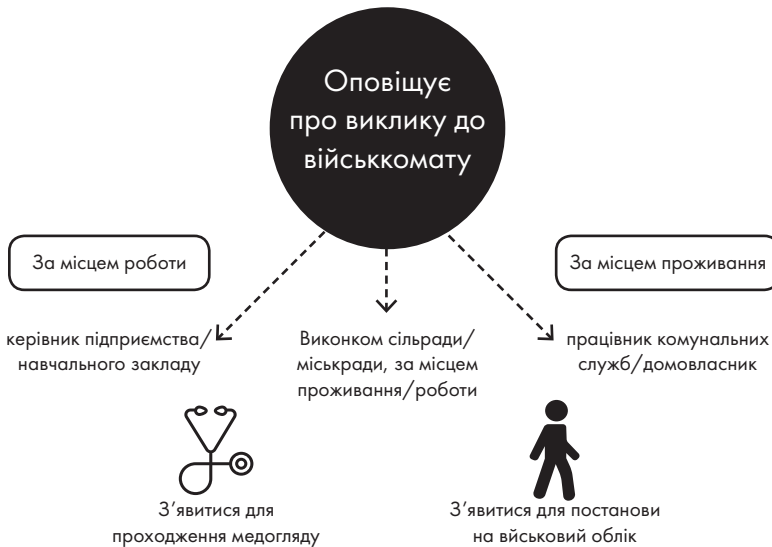 Оповіщує
про виклику до
військкомату
За місцем роботи
За місцем проживання
керівник підприємства/
навчального закладу
Виконком сільради/
міськради, за місцем
проживання/роботи
працівник комунальних
служб/домовласник
З’явитися для
проходження медогляду
З’явитися для постанови
на вйськовий облік